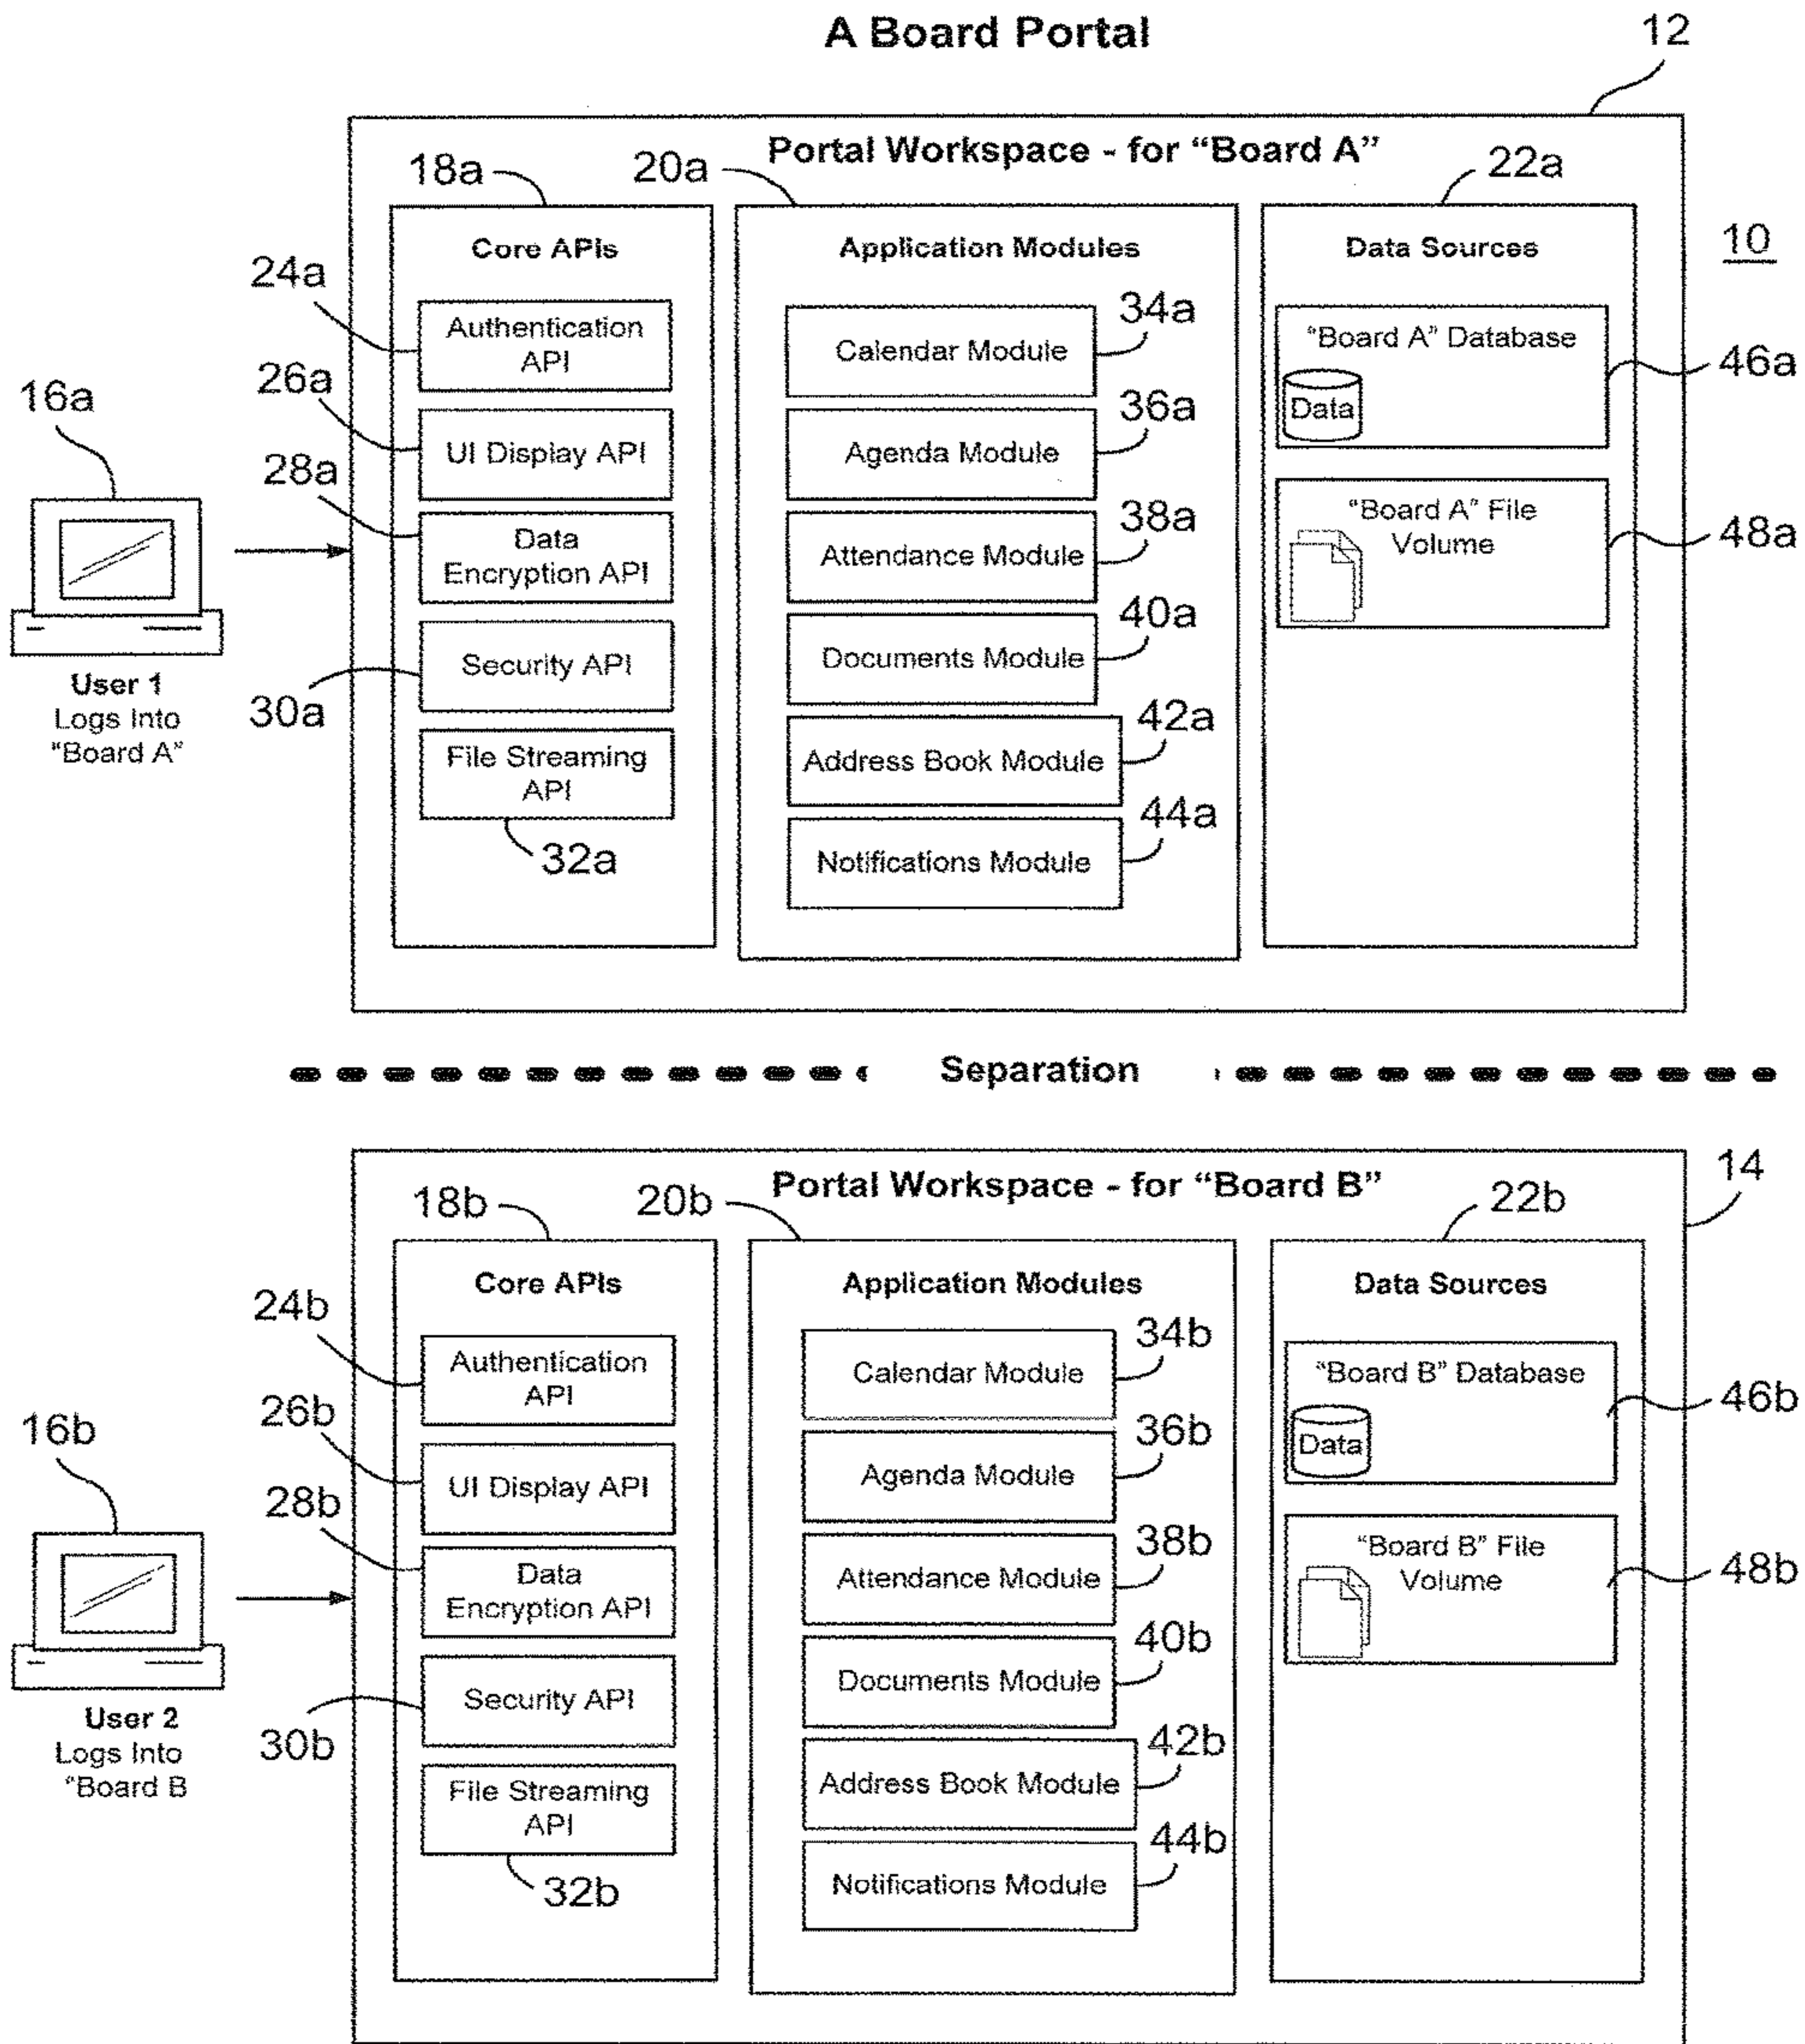 A Board Portal
12
Portal Workspace - for “Board A”
18a
20a
22a
10
Core APIs
Application Modules
Data Sources
24a
Authentication
API
26a
UI Display API
28a
Data
Encryption API
Security API
30a
File Streaming
API
32a
Calendar Module
34a
Agenda Module
36a
Attendance Module
38a
Documents Module
40a
Address Book Module
42a
Notifications Module
44a
“Board A” Database
Data
46a
“Board A” File
Volume
48a
16a
User 1
Logs Into
“Board A”
Separation
14
Portal Workspace - for “Board B”
18b
20b
22b
Core APIs
Application Modules
Data Sources
24b
Authentication
API
26b
UI Display API
28b
Data
Encryption API
Security API
30b
File Streaming
API
32b
Calendar Module
34b
Agenda Module
36b
Attendance Module
38b
Documents Module
40b
Address Book Module
42b
Notifications Module
44b
“Board B” Database
Data
46b
“Board B” File
Volume
48b
16b
User 2
Logs Into
“Board B